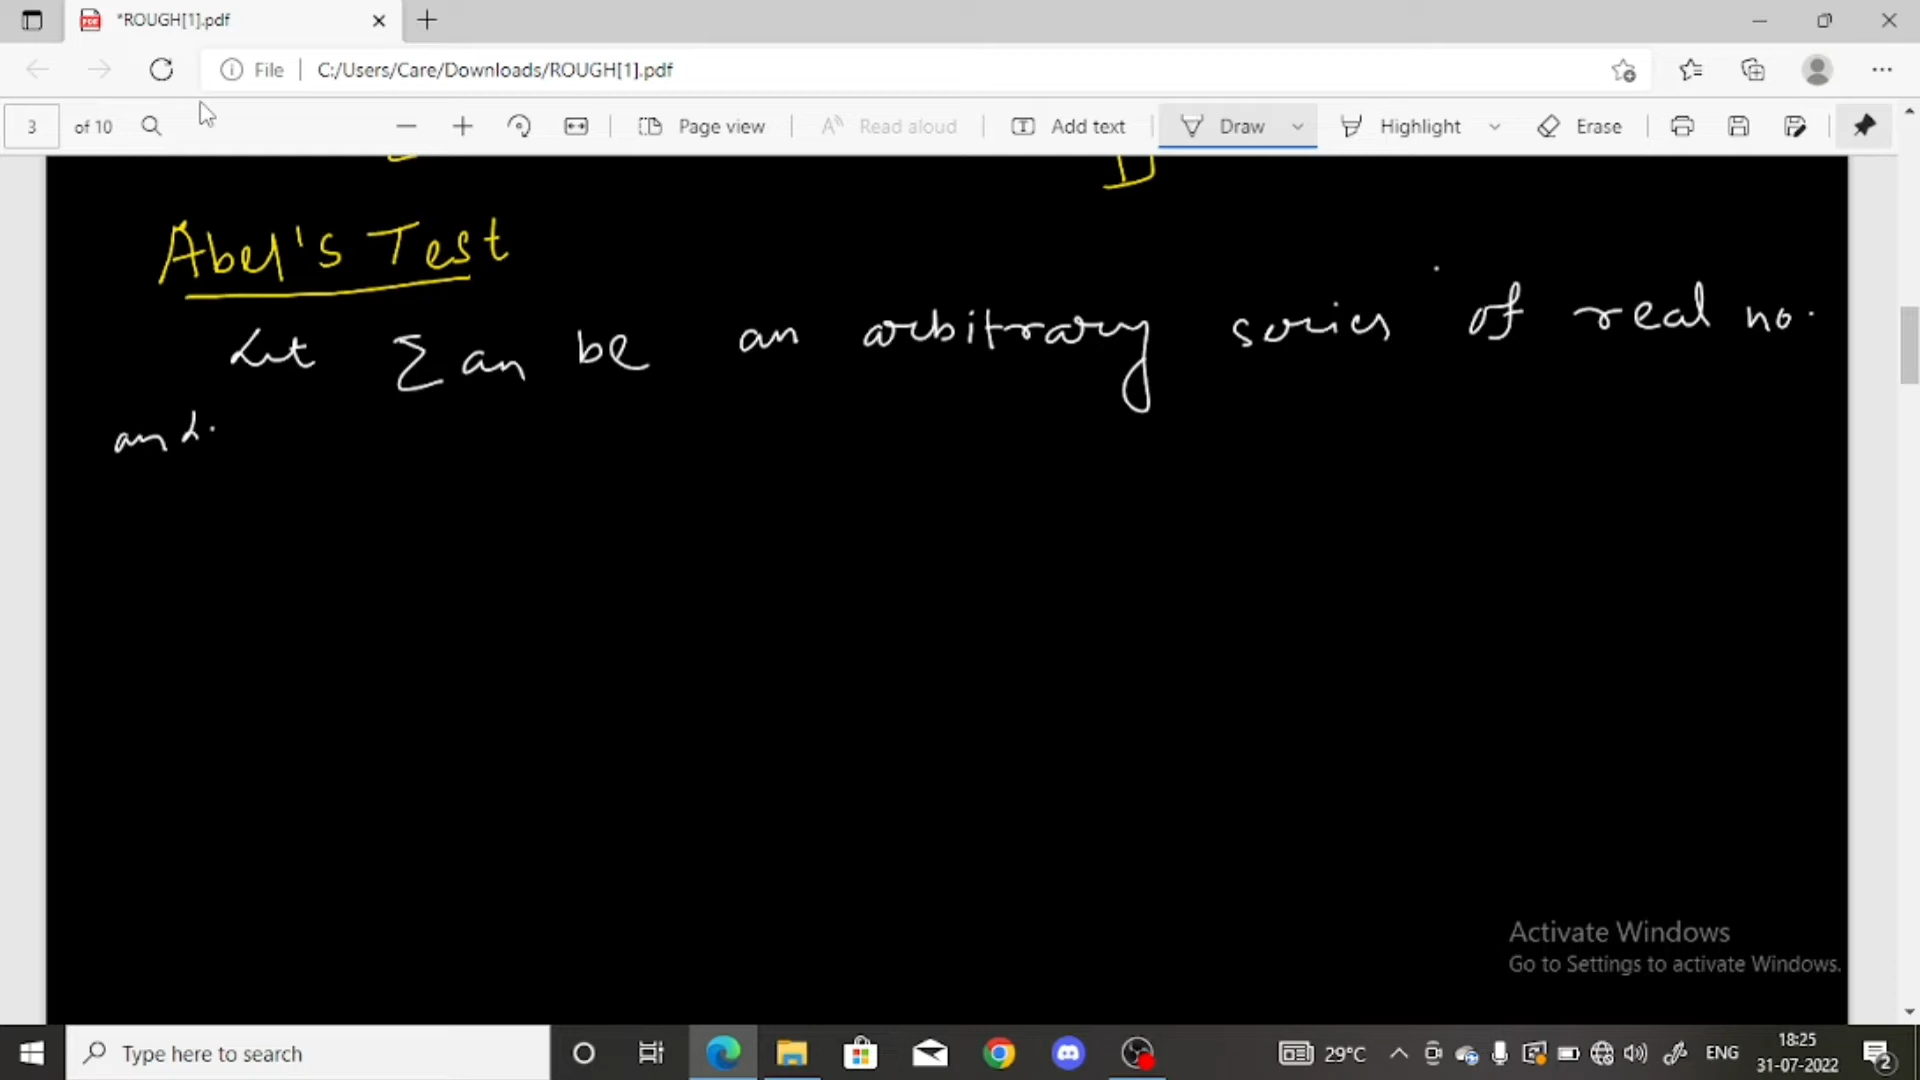 *ROUGH[1].pdf
File | C:/Users/Care/Downloads/ROUGH[1].pdf
3 of 10 Page view Read aloud Add text Draw Highlight Erase
Abel's Test
Let ∑ an be an arbitrary series of real no.
and.
Activate Windows
Go to Settings to activate Windows.
Type here to search 29°C ENG 18:25
31-07-2022 2